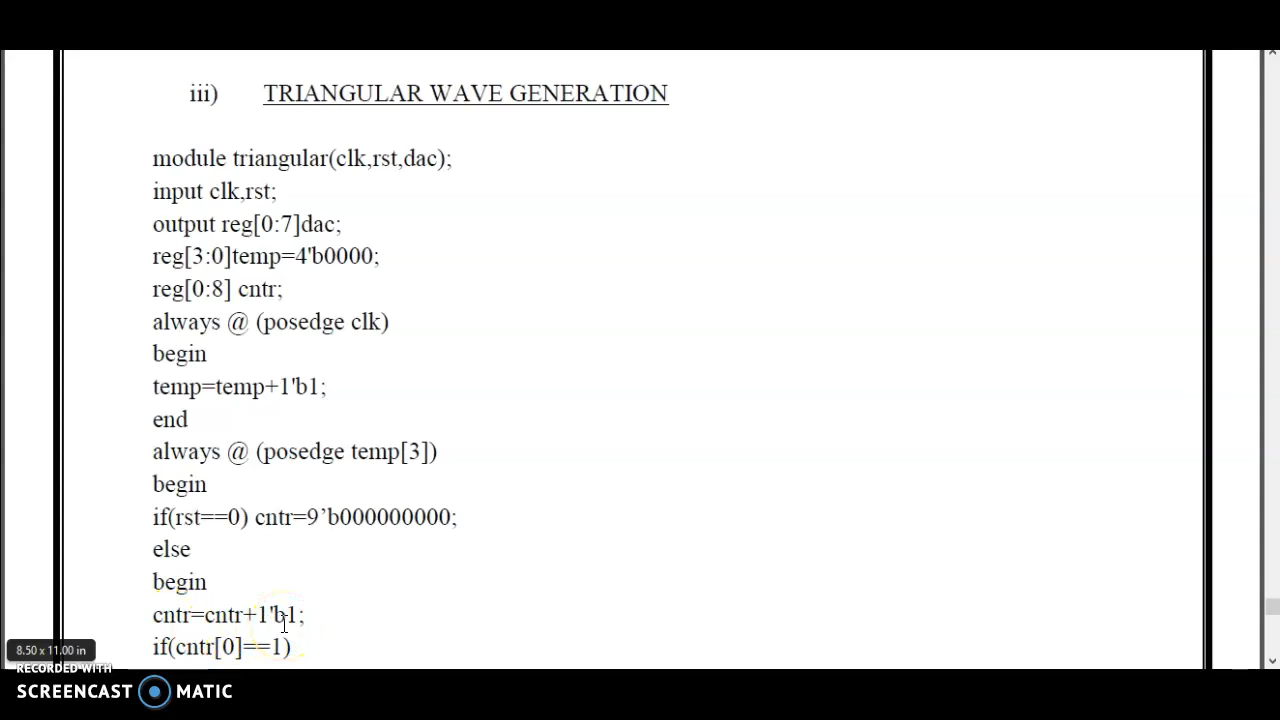 iii) TRIANGULAR WAVE GENERATION
module triangular(clk,rst,dac);
input clk,rst;
output reg[0:7]dac;
reg[3:0]temp=4'b0000;
reg[0:8] cntr;
always @ (posedge clk)
begin
temp=temp+1'b1;
end
always @ (posedge temp[3])
begin
if(rst==0) cntr=9’b000000000;
else
begin
cntr=cntr+1'b1;
if(cntr[0]==1)
8.50 x 11.00 in
RECORDED WITH
SCREENCAST MATIC